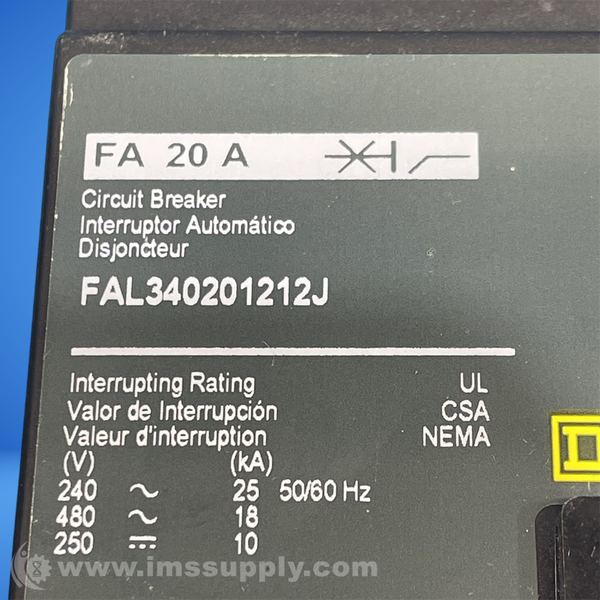 FA 20 A
Circuit Breaker
Interruptor Automático
Disjoncteur
FAL340201212J
Interrupting Rating UL
Valor de Interrupción CSA
Valeur d'interruption NEMA
(V) (kA)
240 ~ 25 50/60 Hz
480 ~ 18
250 ⎓ 10
www.imssupply.com